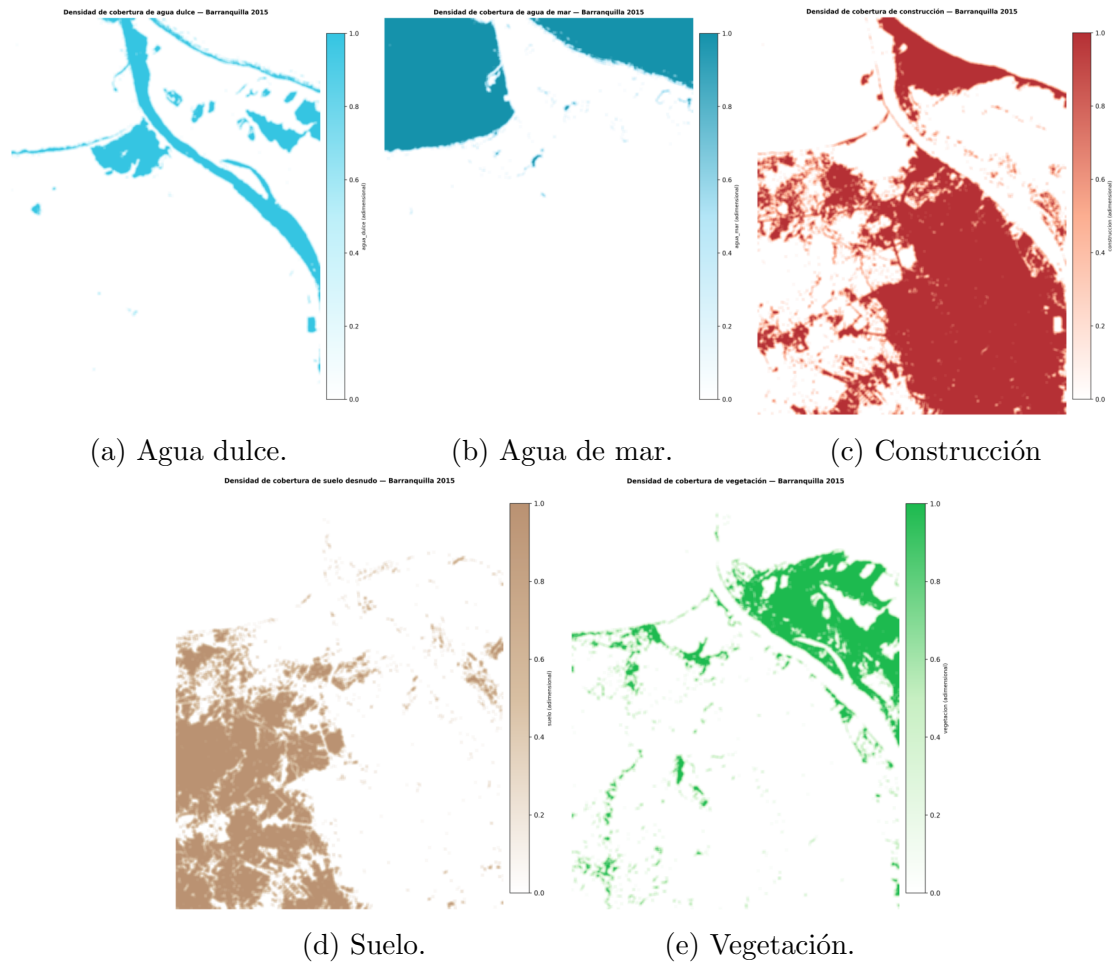 Densidad de cobertura de agua dulce — Barranquilla 2015
1.0
0.8
0.6
0.4
0.2
0.0
agua_dulce (adimensional)
(a) Agua dulce.
Densidad de cobertura de agua de mar — Barranquilla 2015
1.0
0.8
0.6
0.4
0.2
0.0
agua_mar (adimensional)
(b) Agua de mar.
Densidad de cobertura de construcción — Barranquilla 2015
1.0
0.8
0.6
0.4
0.2
0.0
construccion (adimensional)
(c) Construcción
Densidad de cobertura de suelo desnudo — Barranquilla 2015
1.0
0.8
0.6
0.4
0.2
0.0
suelo (adimensional)
(d) Suelo.
Densidad de cobertura de vegetación — Barranquilla 2015
1.0
0.8
0.6
0.4
0.2
0.0
vegetacion (adimensional)
(e) Vegetación.